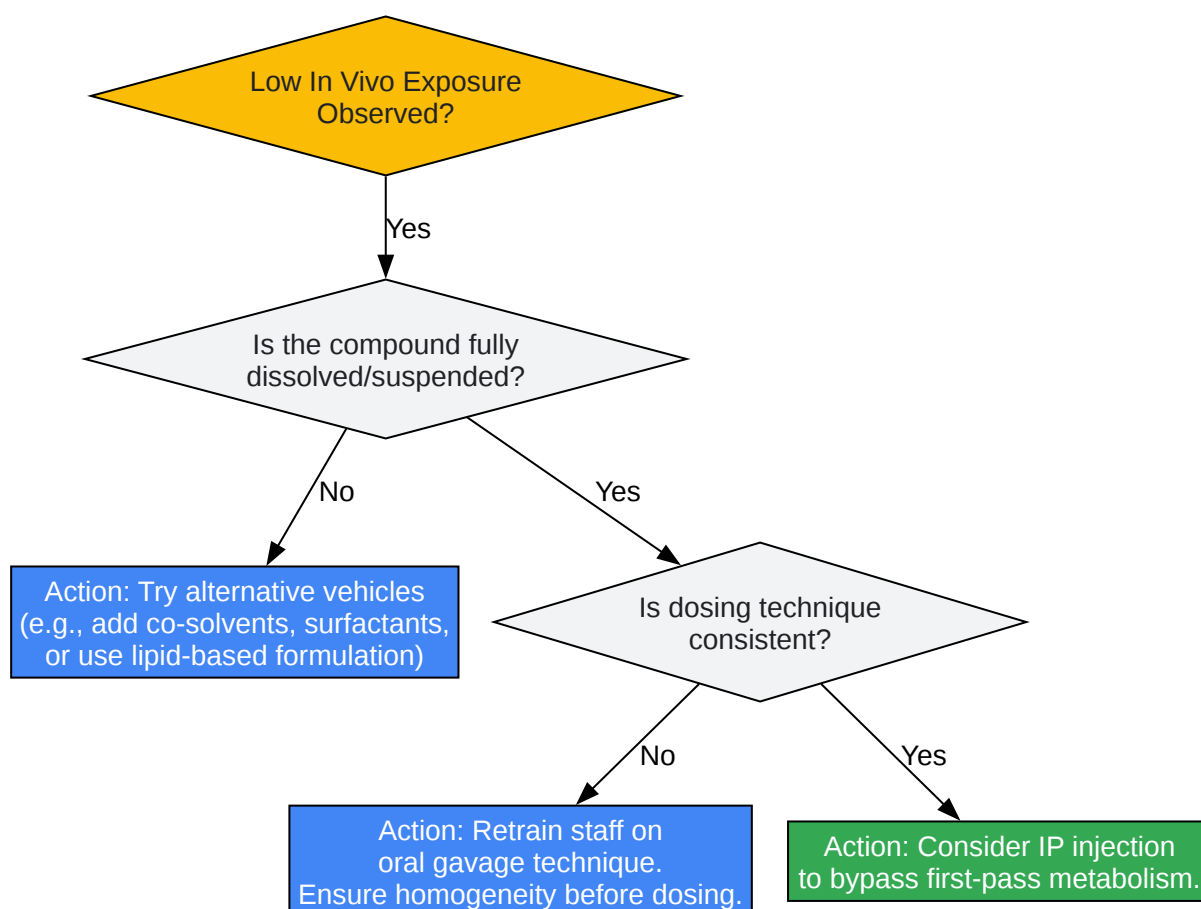 Low In Vivo Exposure
Observed?
Yes
Is the compound fully
dissolved/suspended?
No
Yes
Action: Try alternative vehicles
(e.g., add co-solvents, surfactants,
or use lipid-based formulation)
Is dosing technique
consistent?
No
Yes
Action: Retrain staff on
oral gavage technique.
Ensure homogeneity before dosing.
Action: Consider IP injection
to bypass first-pass metabolism.